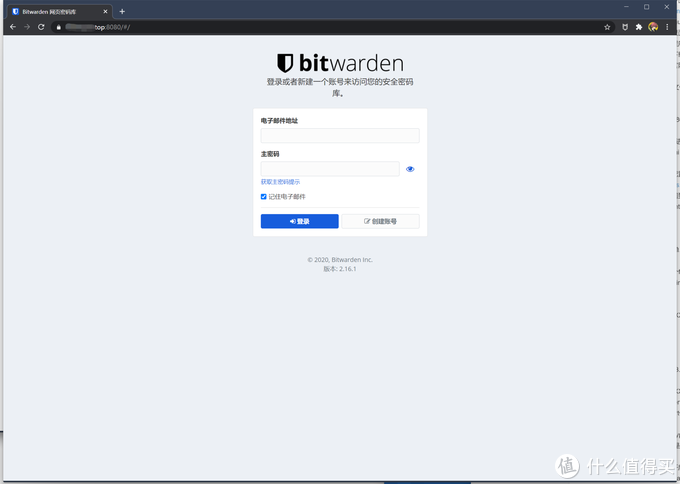 Bitwarden 网页密码库
top:8080/#/
bitwarden
登录或者新建一个账号来访问您的安全密码
库。
电子邮件地址
主密码
获取主密码提示
记住电子邮件
登录
创建账号
© 2020, Bitwarden Inc.
版本: 2.16.1
值 什么值得买